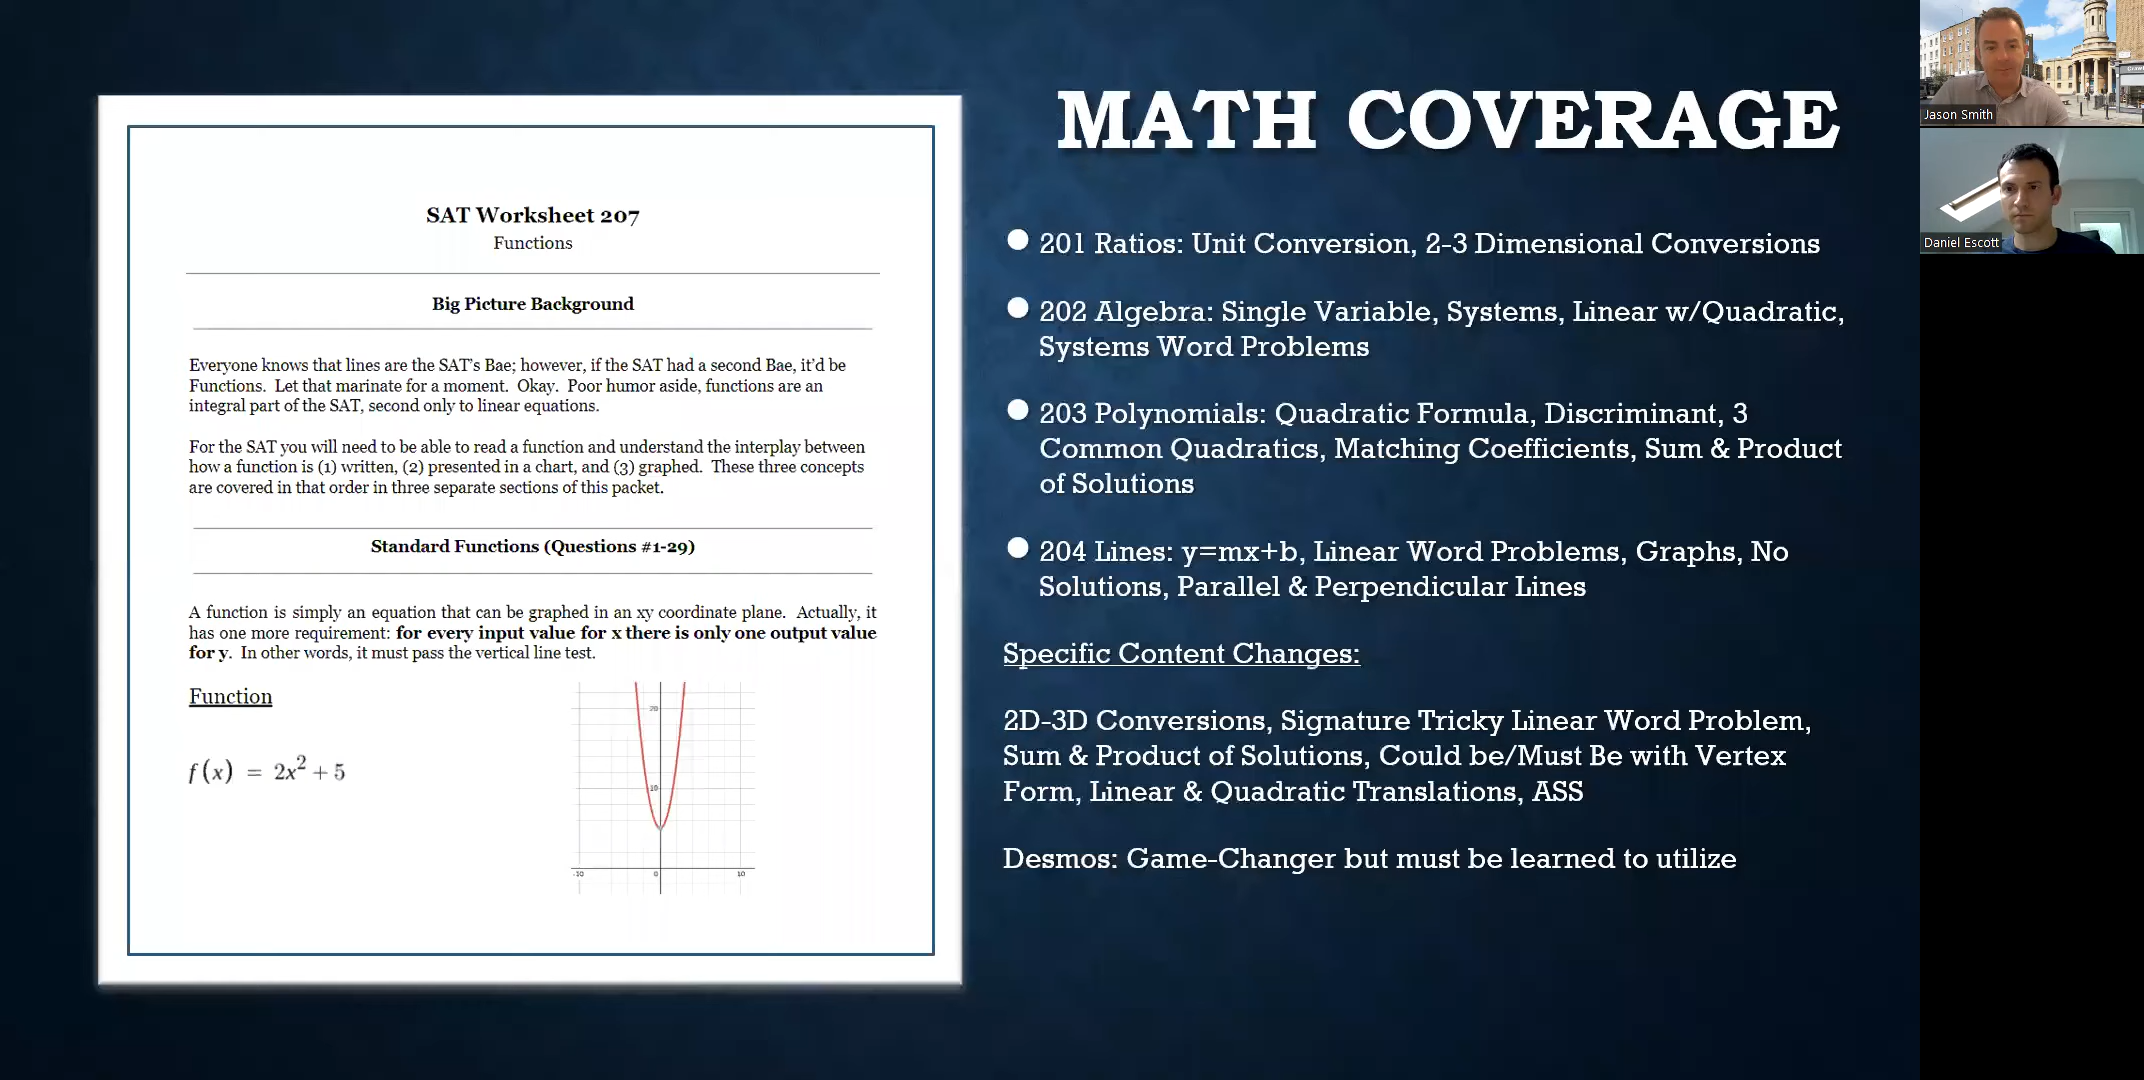 SAT Worksheet 207
Functions
Big Picture Background
Everyone knows that lines are the SAT's Bae; however, if the SAT had a second Bae, it'd be
Functions. Let that marinate for a moment. Okay. Poor humor aside, functions are an
integral part of the SAT, second only to linear equations.
For the SAT you will need to be able to read a function and understand the interplay between
how a function is (1) written, (2) presented in a chart, and (3) graphed. These three concepts
are covered in that order in three separate sections of this packet.
Standard Functions (Questions #1-29)
A function is simply an equation that can be graphed in an xy coordinate plane. Actually, it
has one more requirement: for every input value for x there is only one output value
for y. In other words, it must pass the vertical line test.
Function
f(x) = 2x² + 5
20
10
-10 0 10
MATH COVERAGE
201 Ratios: Unit Conversion, 2-3 Dimensional Conversions
202 Algebra: Single Variable, Systems, Linear w/Quadratic,
Systems Word Problems
203 Polynomials: Quadratic Formula, Discriminant, 3
Common Quadratics, Matching Coefficients, Sum & Product
of Solutions
204 Lines: y=mx+b, Linear Word Problems, Graphs, No
Solutions, Parallel & Perpendicular Lines
Specific Content Changes:
2D-3D Conversions, Signature Tricky Linear Word Problem,
Sum & Product of Solutions, Could be/Must Be with Vertex
Form, Linear & Quadratic Translations, ASS
Desmos: Game-Changer but must be learned to utilize
Jason Smith
Daniel Escott